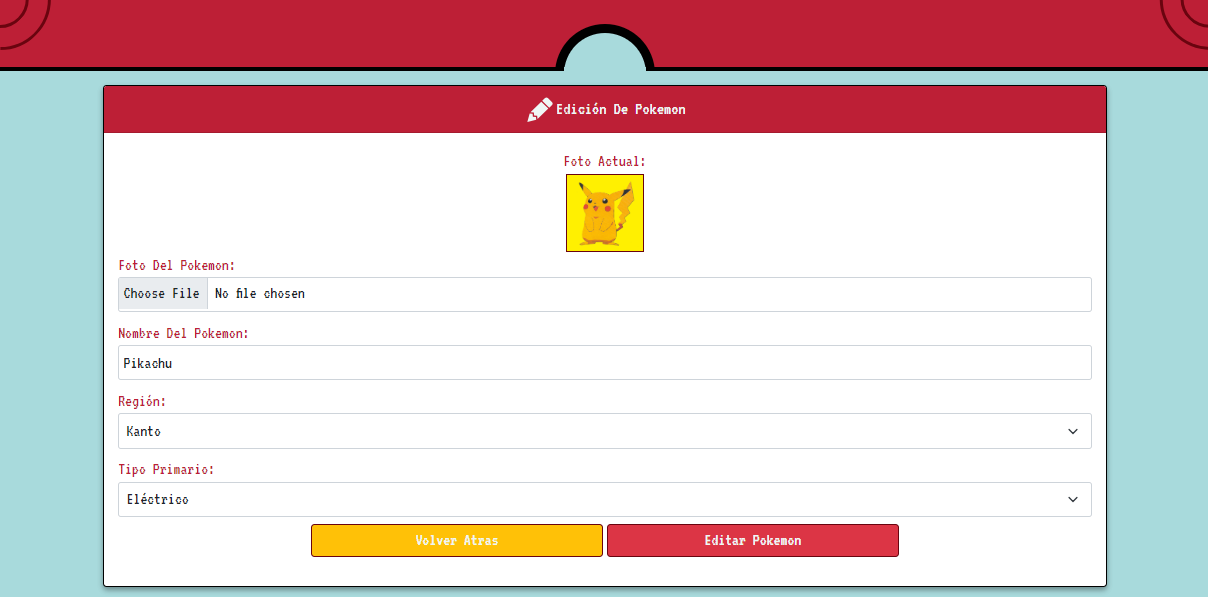 Edición De Pokemon
Foto Actual:
Foto Del Pokemon:
Choose File No file chosen
Nombre Del Pokemon:
Pikachu
Región:
Kanto
Tipo Primario:
Eléctrico
Volver Atras Editar Pokemon